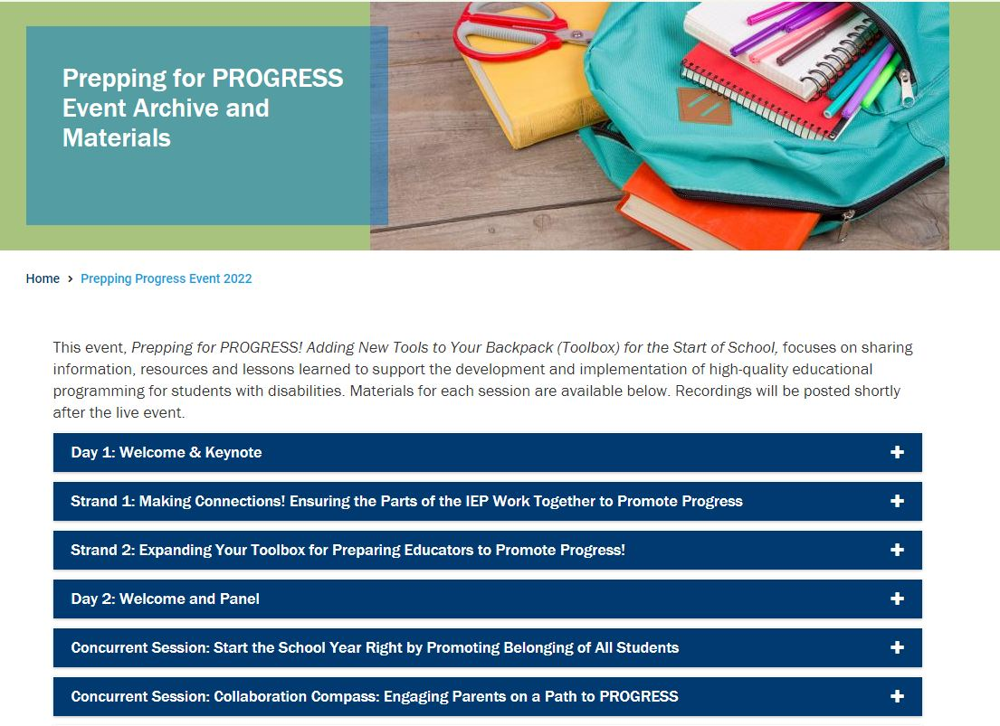 Prepping for PROGRESS
Event Archive and
Materials
Home > Prepping Progress Event 2022
This event, Prepping for PROGRESS! Adding New Tools to Your Backpack (Toolbox) for the Start of School, focuses on sharing
information, resources and lessons learned to support the development and implementation of high-quality educational
programming for students with disabilities. Materials for each session are available below. Recordings will be posted shortly
after the live event.
Day 1: Welcome & Keynote +
Strand 1: Making Connections! Ensuring the Parts of the IEP Work Together to Promote Progress +
Strand 2: Expanding Your Toolbox for Preparing Educators to Promote Progress! +
Day 2: Welcome and Panel +
Concurrent Session: Start the School Year Right by Promoting Belonging of All Students +
Concurrent Session: Collaboration Compass: Engaging Parents on a Path to PROGRESS +